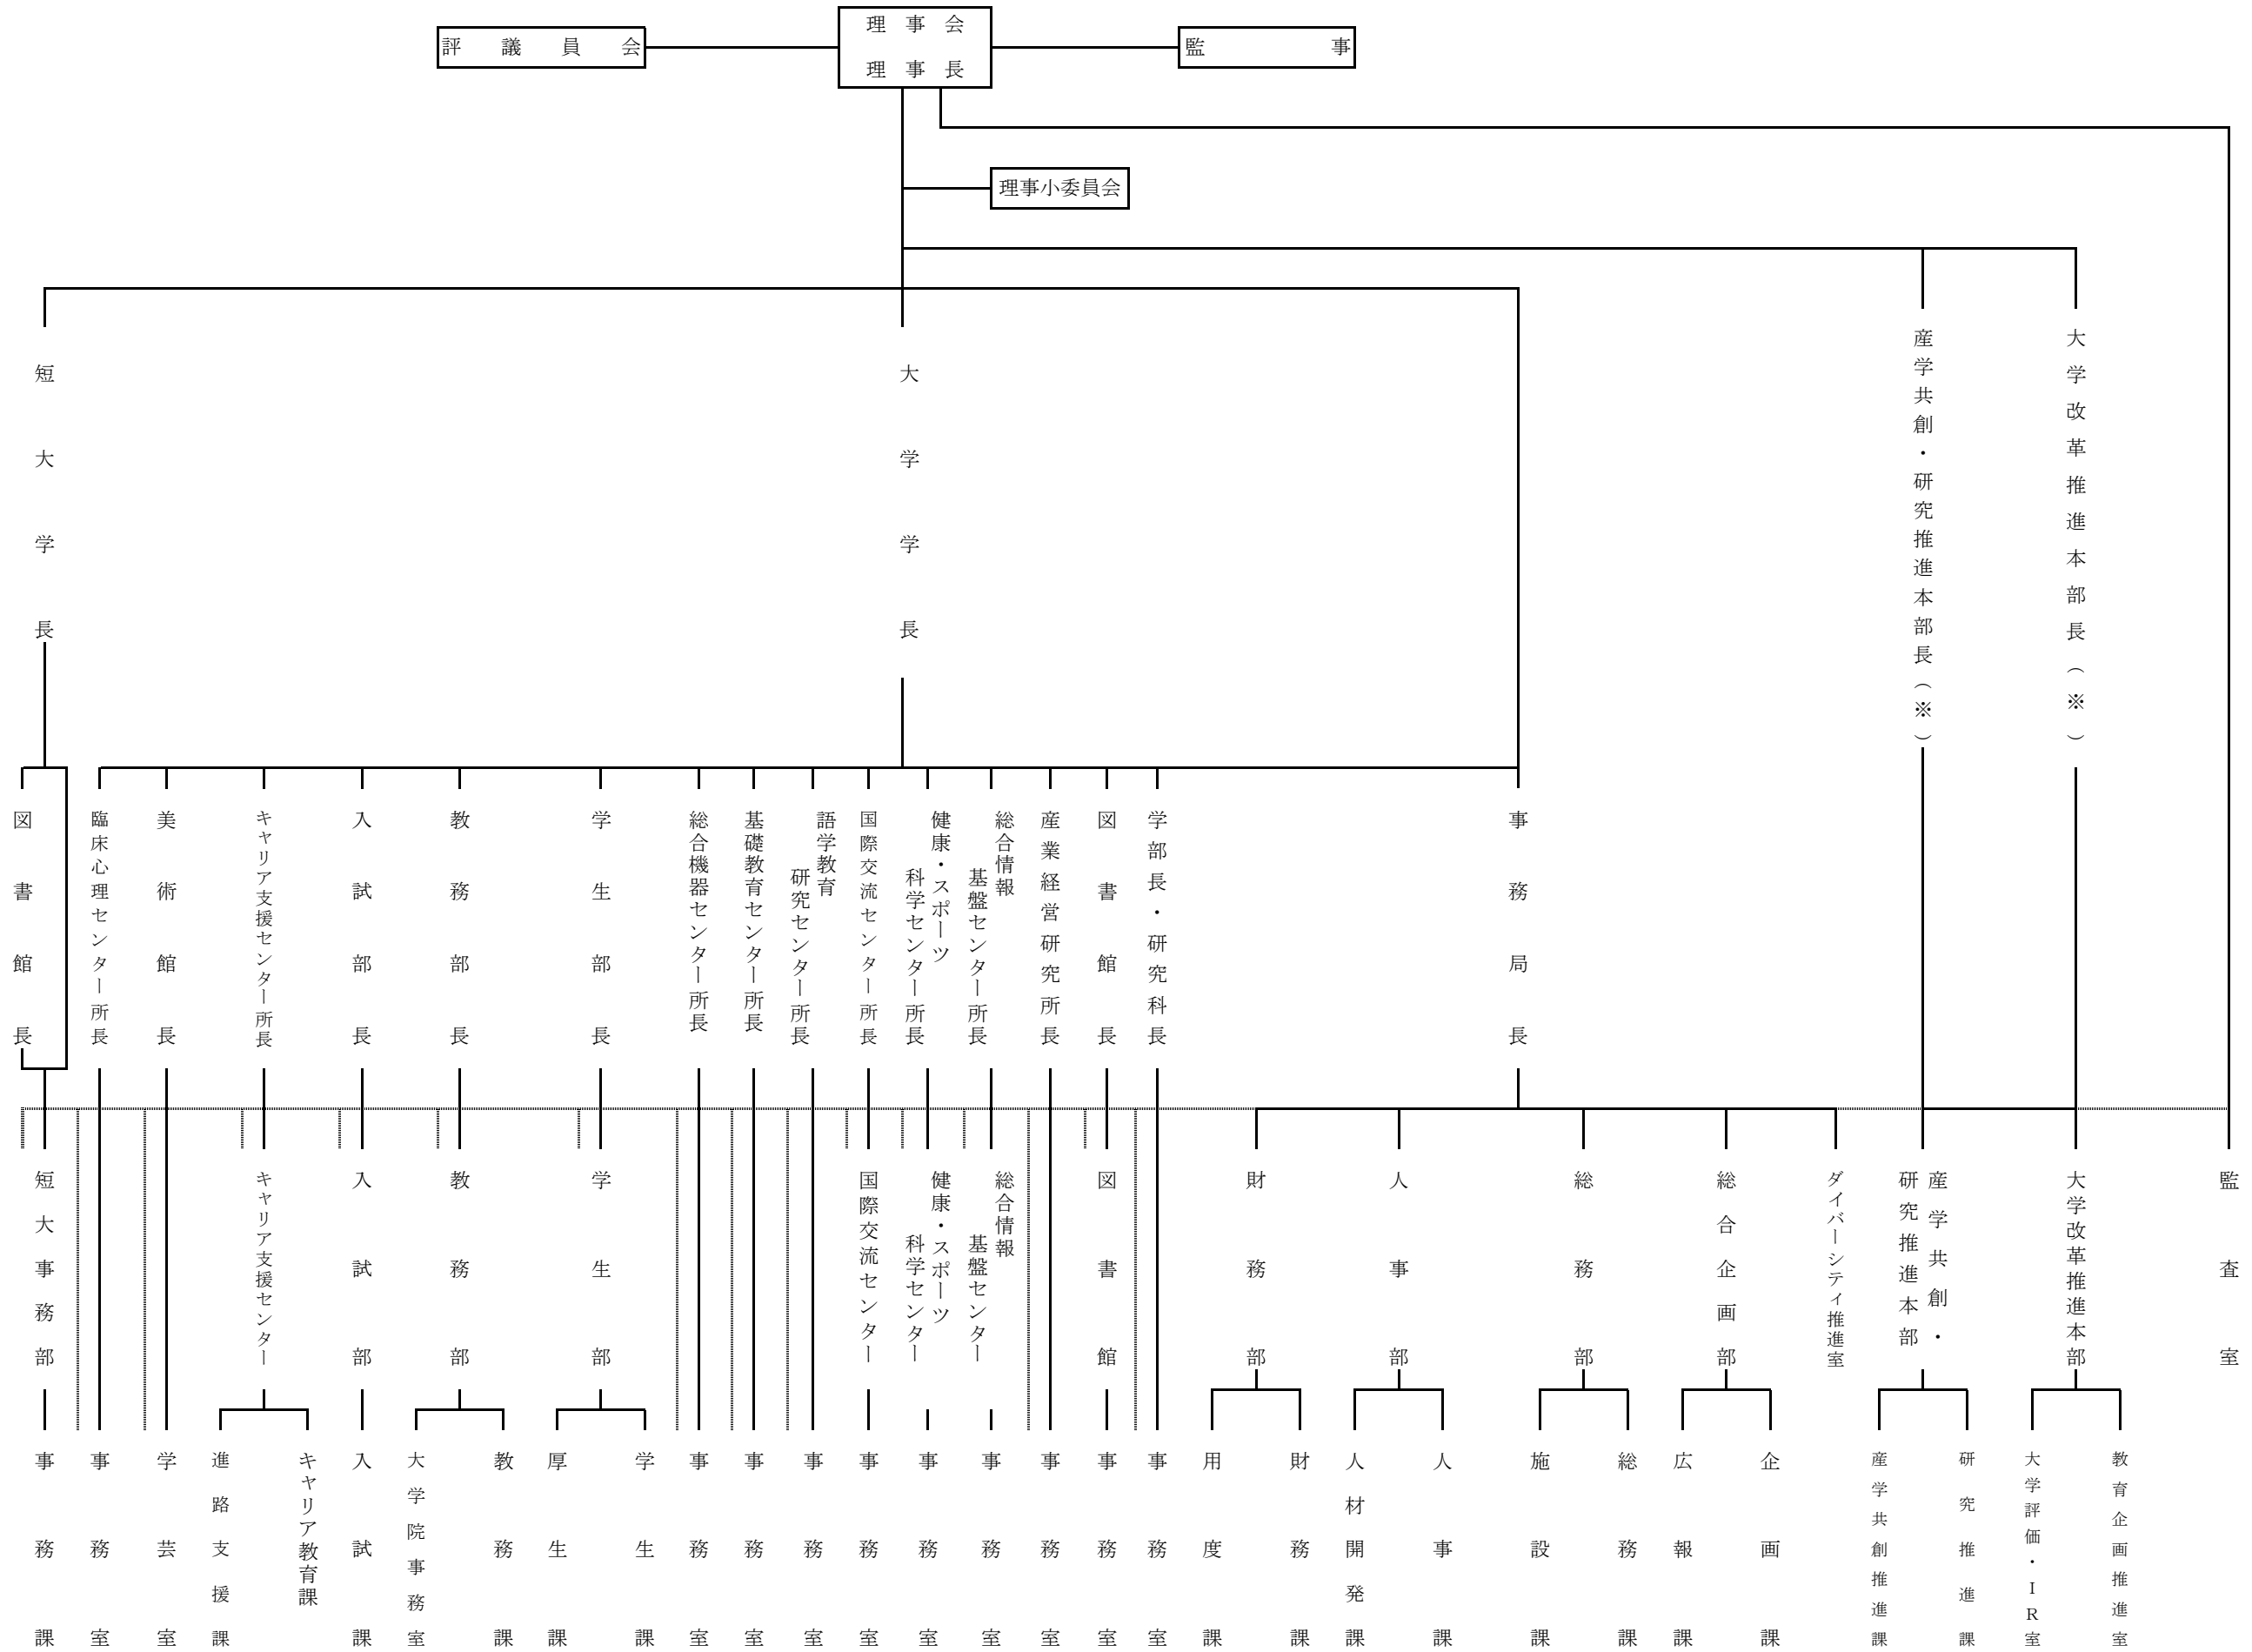 評議員会
理事会
理事長
監事
理事小委員会
短大学長
大学学長
産学共創・研究推進本部長（※）
大学改革推進本部長（※）
図書館長
臨床心理センター所長
美術館長
キャリア支援センター所長
入試部長
教務部長
学生部長
総合機器センター所長
基礎教育センター所長
語学教育
研究センター所長
国際交流センター所長
健康・スポーツ
科学センター所長
総合情報
基盤センター所長
産業経営研究所長
図書館長
学部長・研究科長
事務局長
短大事務部
キャリア支援センター
入試部
教務部
学生部
国際交流センター
健康・スポーツ
科学センター
総合情報
基盤センター
図書館
財務部
人事部
総務部
総合企画部
ダイバーシティ推進室
産学共創・
研究推進本部
大学改革推進本部
監査室
事務課
事務室
学芸室
進路支援課
キャリア教育課
入試課
大学院事務室
教務課
厚生課
学生課
事務室
事務室
事務室
事務室
事務室
事務室
事務室
事務室
事務室
用度課
財務課
人材開発課
人事課
施設課
総務課
広報課
企画課
産学共創推進課
研究推進課
大学評価・ＩＲ室
教育企画推進室